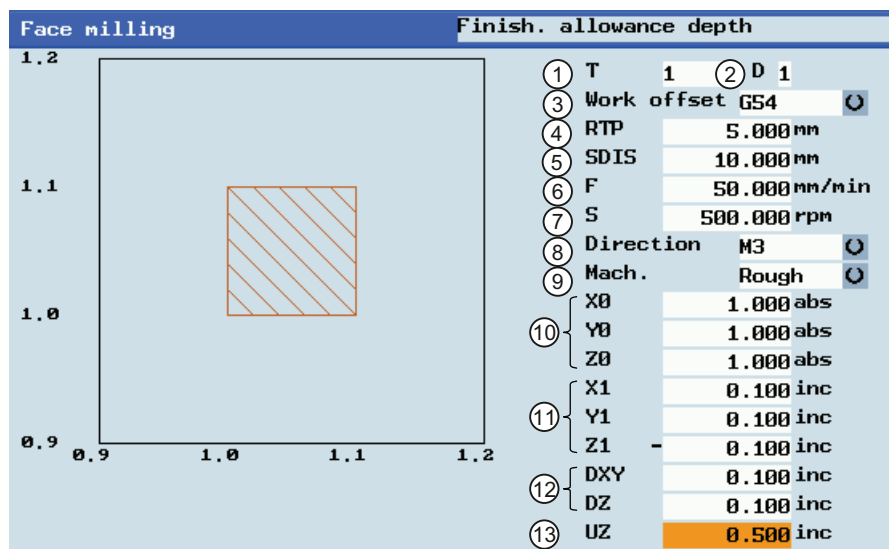 Face milling Finish. allowance depth
1.2
1.1
1.0
0.9
0.9 1.0 1.1 1.2
① T 1 ② D 1
③ Work offset G54
④ RTP 5.000 mm
⑤ SDIS 10.000 mm
⑥ F 50.000 mm/min
⑦ S 500.000 rpm
⑧ Direction M3
⑨ Mach. Rough
⑩ X0 1.000 abs
Y0 1.000 abs
Z0 1.000 abs
⑪ X1 0.100 inc
Y1 0.100 inc
Z1 - 0.100 inc
⑫ DXY 0.100 inc
DZ 0.100 inc
⑬ UZ 0.500 inc